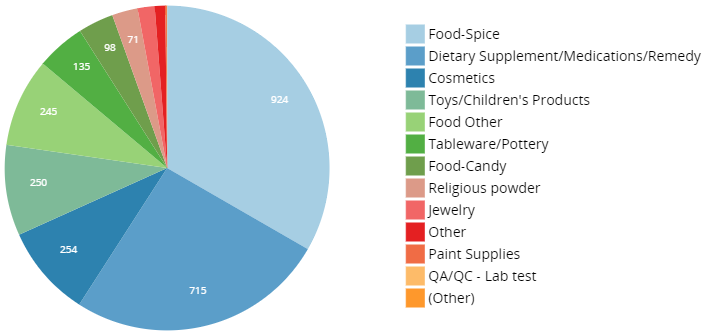 924
715
254
250
245
135
98
71
Food-Spice
Dietary Supplement/Medications/Remedy
Cosmetics
Toys/Children's Products
Food Other
Tableware/Pottery
Food-Candy
Religious powder
Jewelry
Other
Paint Supplies
QA/QC - Lab test
(Other)